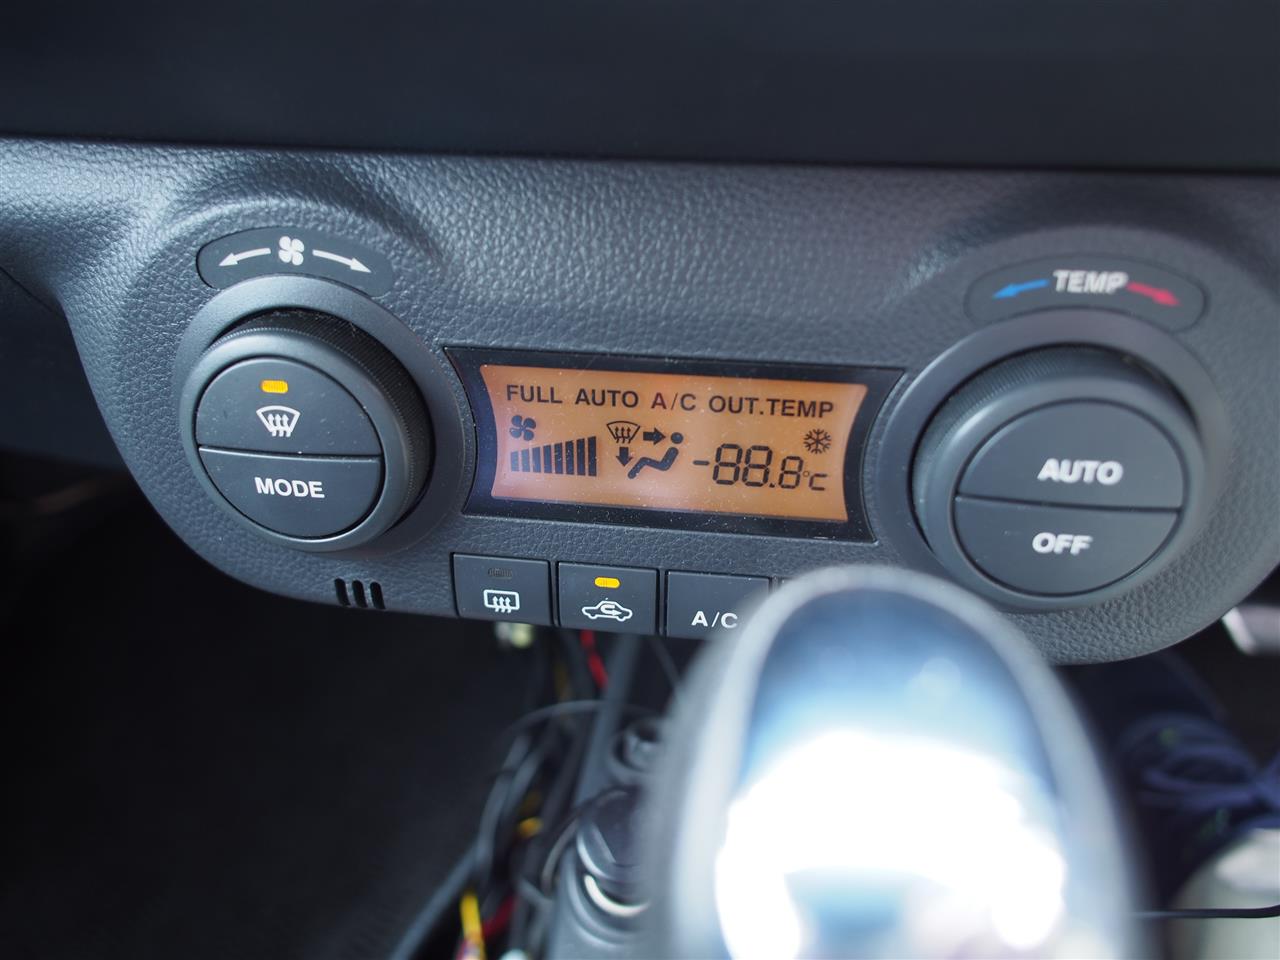 TEMP
FULL AUTO A/C OUT.TEMP
-88.8°C
MODE
AUTO
OFF
A/C